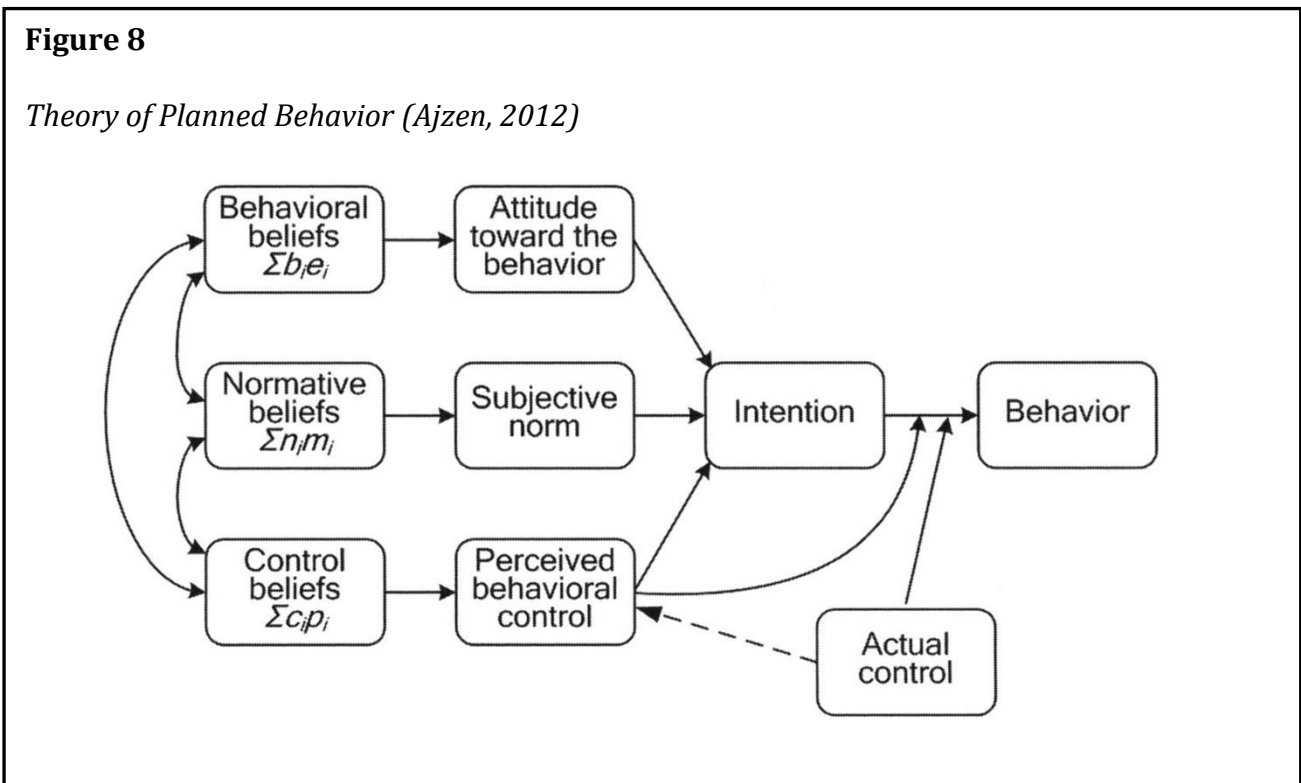 Figure 8
Theory of Planned Behavior (Ajzen, 2012)
Behavioral
beliefs
Σbᵢeᵢ
Attitude
toward the
behavior
Normative
beliefs
Σnᵢmᵢ
Subjective
norm
Intention
Behavior
Control
beliefs
Σcᵢpᵢ
Perceived
behavioral
control
Actual
control